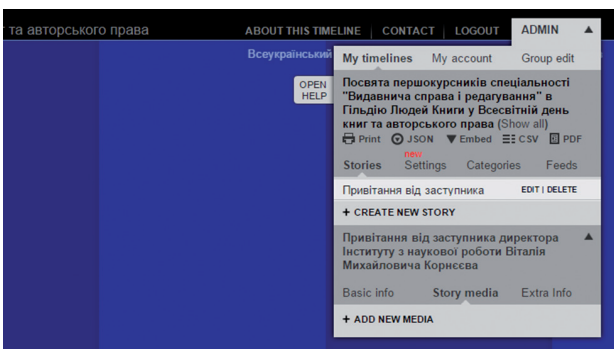 та авторського права ABOUT THIS TIMELINE | CONTACT | LOGOUT ADMIN ▲
Всеукраїнський
My timelines My account Group edit
OPEN HELP
Посвята першокурсників спеціальності
"Видавнича справа і редагування" в
Гільдію Людей Книги у Всесвітній день
книг та авторського права (Show all)
Print JSON Embed CSV PDF
new
Stories Settings Categories Feeds
Привітання від заступника EDIT | DELETE
+ CREATE NEW STORY
Привітання від заступника директора ▲
Інституту з наукової роботи Віталія
Михайловича Корнєєва
Basic info Story media Extra Info
+ ADD NEW MEDIA